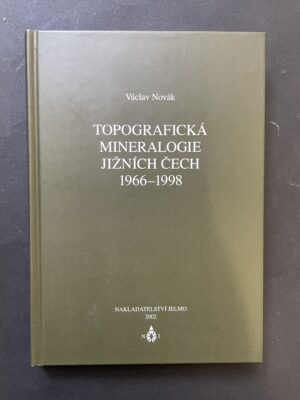 Václav Novák
TOPOGRAFICKÁ
MINERALOGIE
JIŽNÍCH ČECH
1966–1998
NAKLADATELSTVÍ JELMO
2002
N J